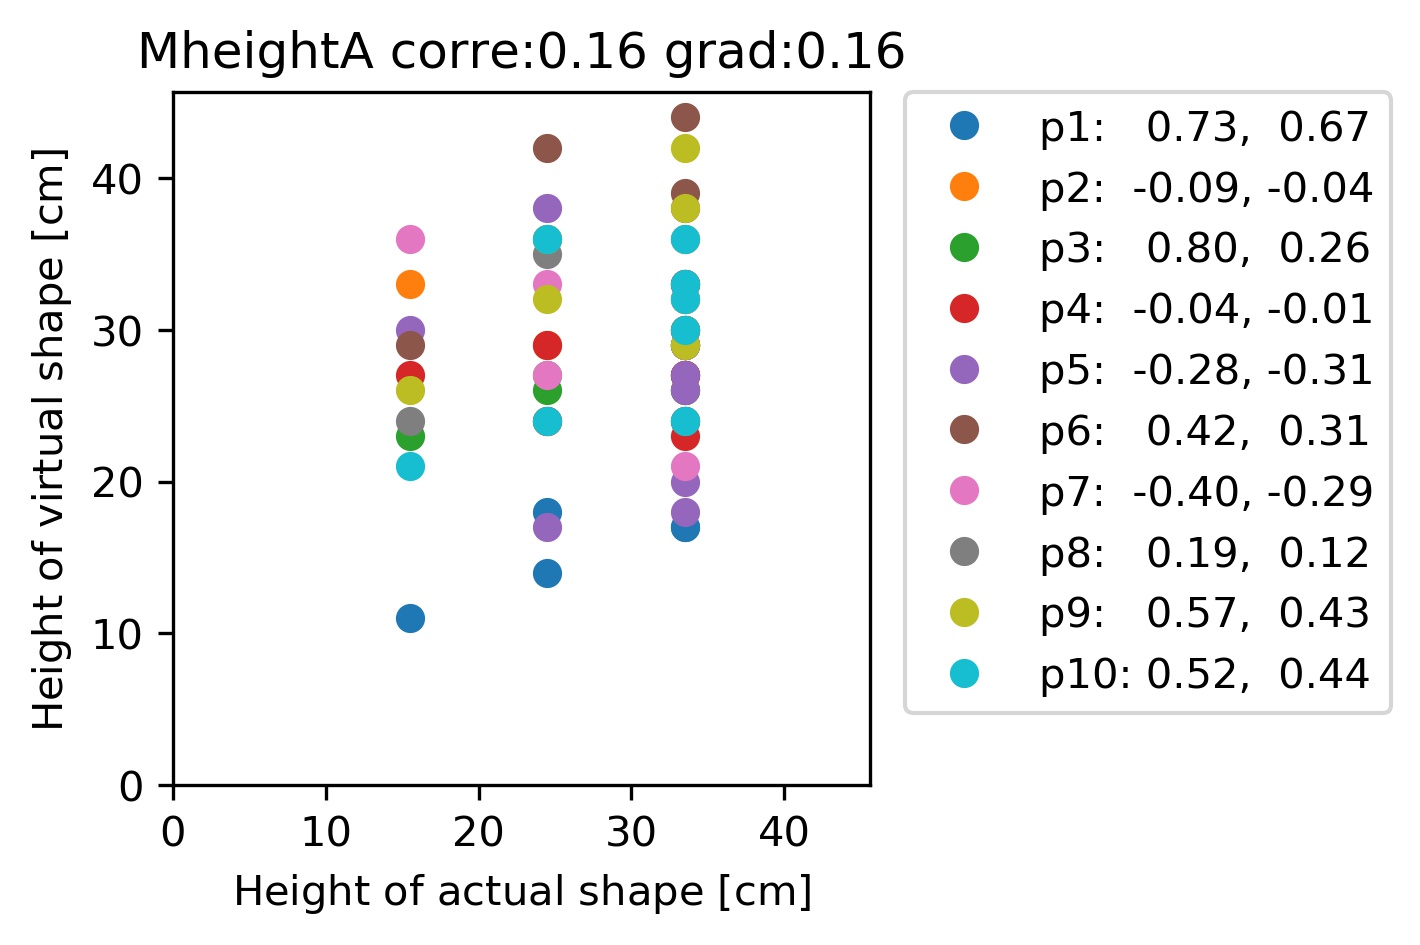 MheightA corre:0.16 grad:0.16
Height of virtual shape [cm]
40
30
20
10
0
0 10 20 30 40
Height of actual shape [cm]
p1: 0.73, 0.67
p2: -0.09, -0.04
p3: 0.80, 0.26
p4: -0.04, -0.01
p5: -0.28, -0.31
p6: 0.42, 0.31
p7: -0.40, -0.29
p8: 0.19, 0.12
p9: 0.57, 0.43
p10: 0.52, 0.44